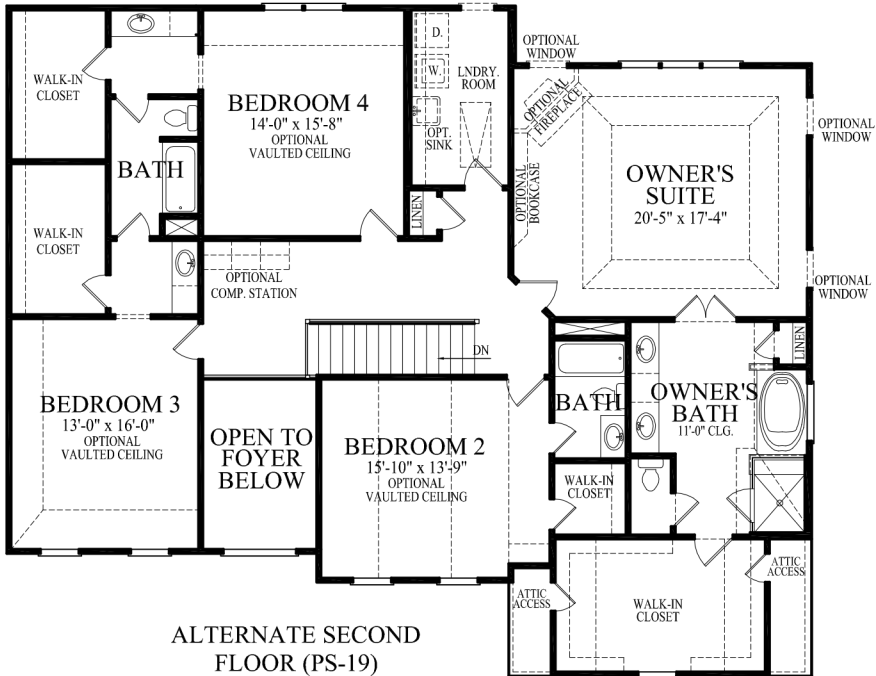 WALK-IN
CLOSET
BEDROOM 4
14'-0" x 15'-8"
OPTIONAL
VAULTED CEILING
D.
W.
LNDRY.
ROOM
OPT.
SINK
OPTIONAL
WINDOW
OPTIONAL
FIREPLACE
OPTIONAL
BOOKCASE
OWNER'S
SUITE
20'-5" x 17'-4"
OPTIONAL
WINDOW
BATH
WALK-IN
CLOSET
LINEN
OPTIONAL
COMP. STATION
OPTIONAL
WINDOW
DN
LINEN
BEDROOM 3
13'-0" x 16'-0"
OPTIONAL
VAULTED CEILING
OPEN TO
FOYER
BELOW
BEDROOM 2
15'-10" x 13'-9"
OPTIONAL
VAULTED CEILING
BATH
OWNER'S
BATH
11'-0" CLG.
WALK-IN
CLOSET
ATTIC
ACCESS
WALK-IN
CLOSET
ATTIC
ACCESS
ALTERNATE SECOND
FLOOR (PS-19)